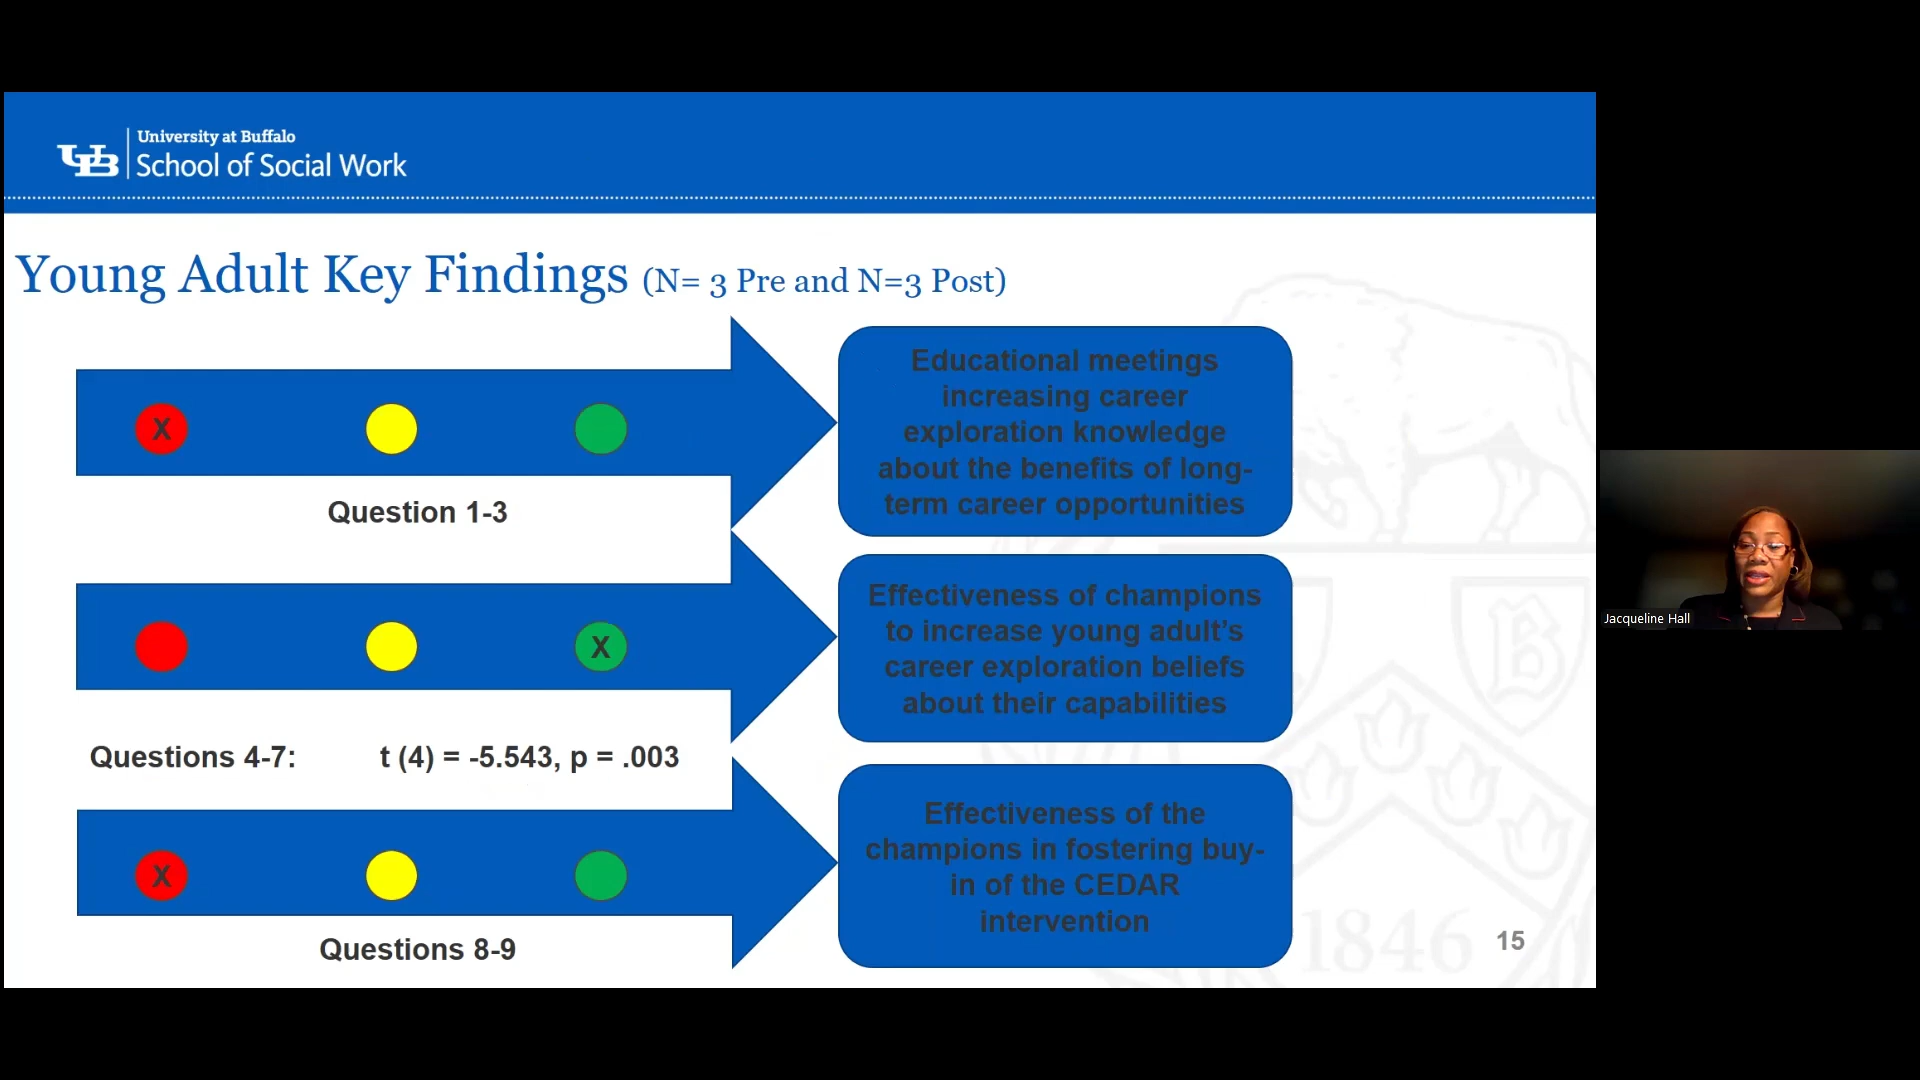 University at Buffalo
School of Social Work
Young Adult Key Findings (N= 3 Pre and N=3 Post)
X
Question 1-3
Educational meetings
increasing career
exploration knowledge
about the benefits of long-
term career opportunities
X
Questions 4-7: t (4) = -5.543, p = .003
Effectiveness of champions
to increase young adult's
career exploration beliefs
about their capabilities
X
Questions 8-9
Effectiveness of the
champions in fostering buy-
in of the CEDAR
intervention
1846
15
Jacqueline Hall